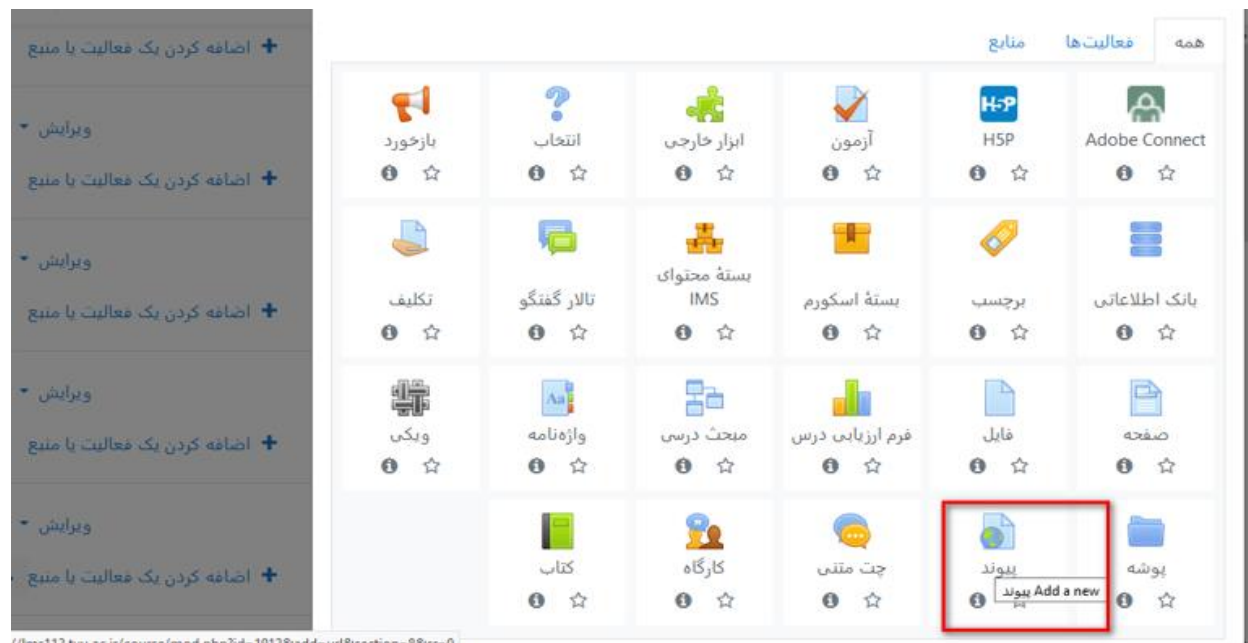 همه
فعالیت‌ها
منابع
Adobe Connect
H5P
آزمون
ابزار خارجی
انتخاب
بازخورد
بانک اطلاعاتی
برچسب
بستهٔ اسکورم
بستهٔ محتوای
IMS
تالار گفتگو
تکلیف
صفحه
فایل
فرم ارزیابی درس
مبحث درسی
واژه‌نامه
ویکی
پوشه
پیوند
Add a new پیوند
چت متنی
کارگاه
کتاب
اضافه کردن یک فعالیت یا منبع
ویرایش
اضافه کردن یک فعالیت یا منبع
ویرایش
اضافه کردن یک فعالیت یا منبع
ویرایش
اضافه کردن یک فعالیت یا منبع
ویرایش
اضافه کردن یک فعالیت یا منبع